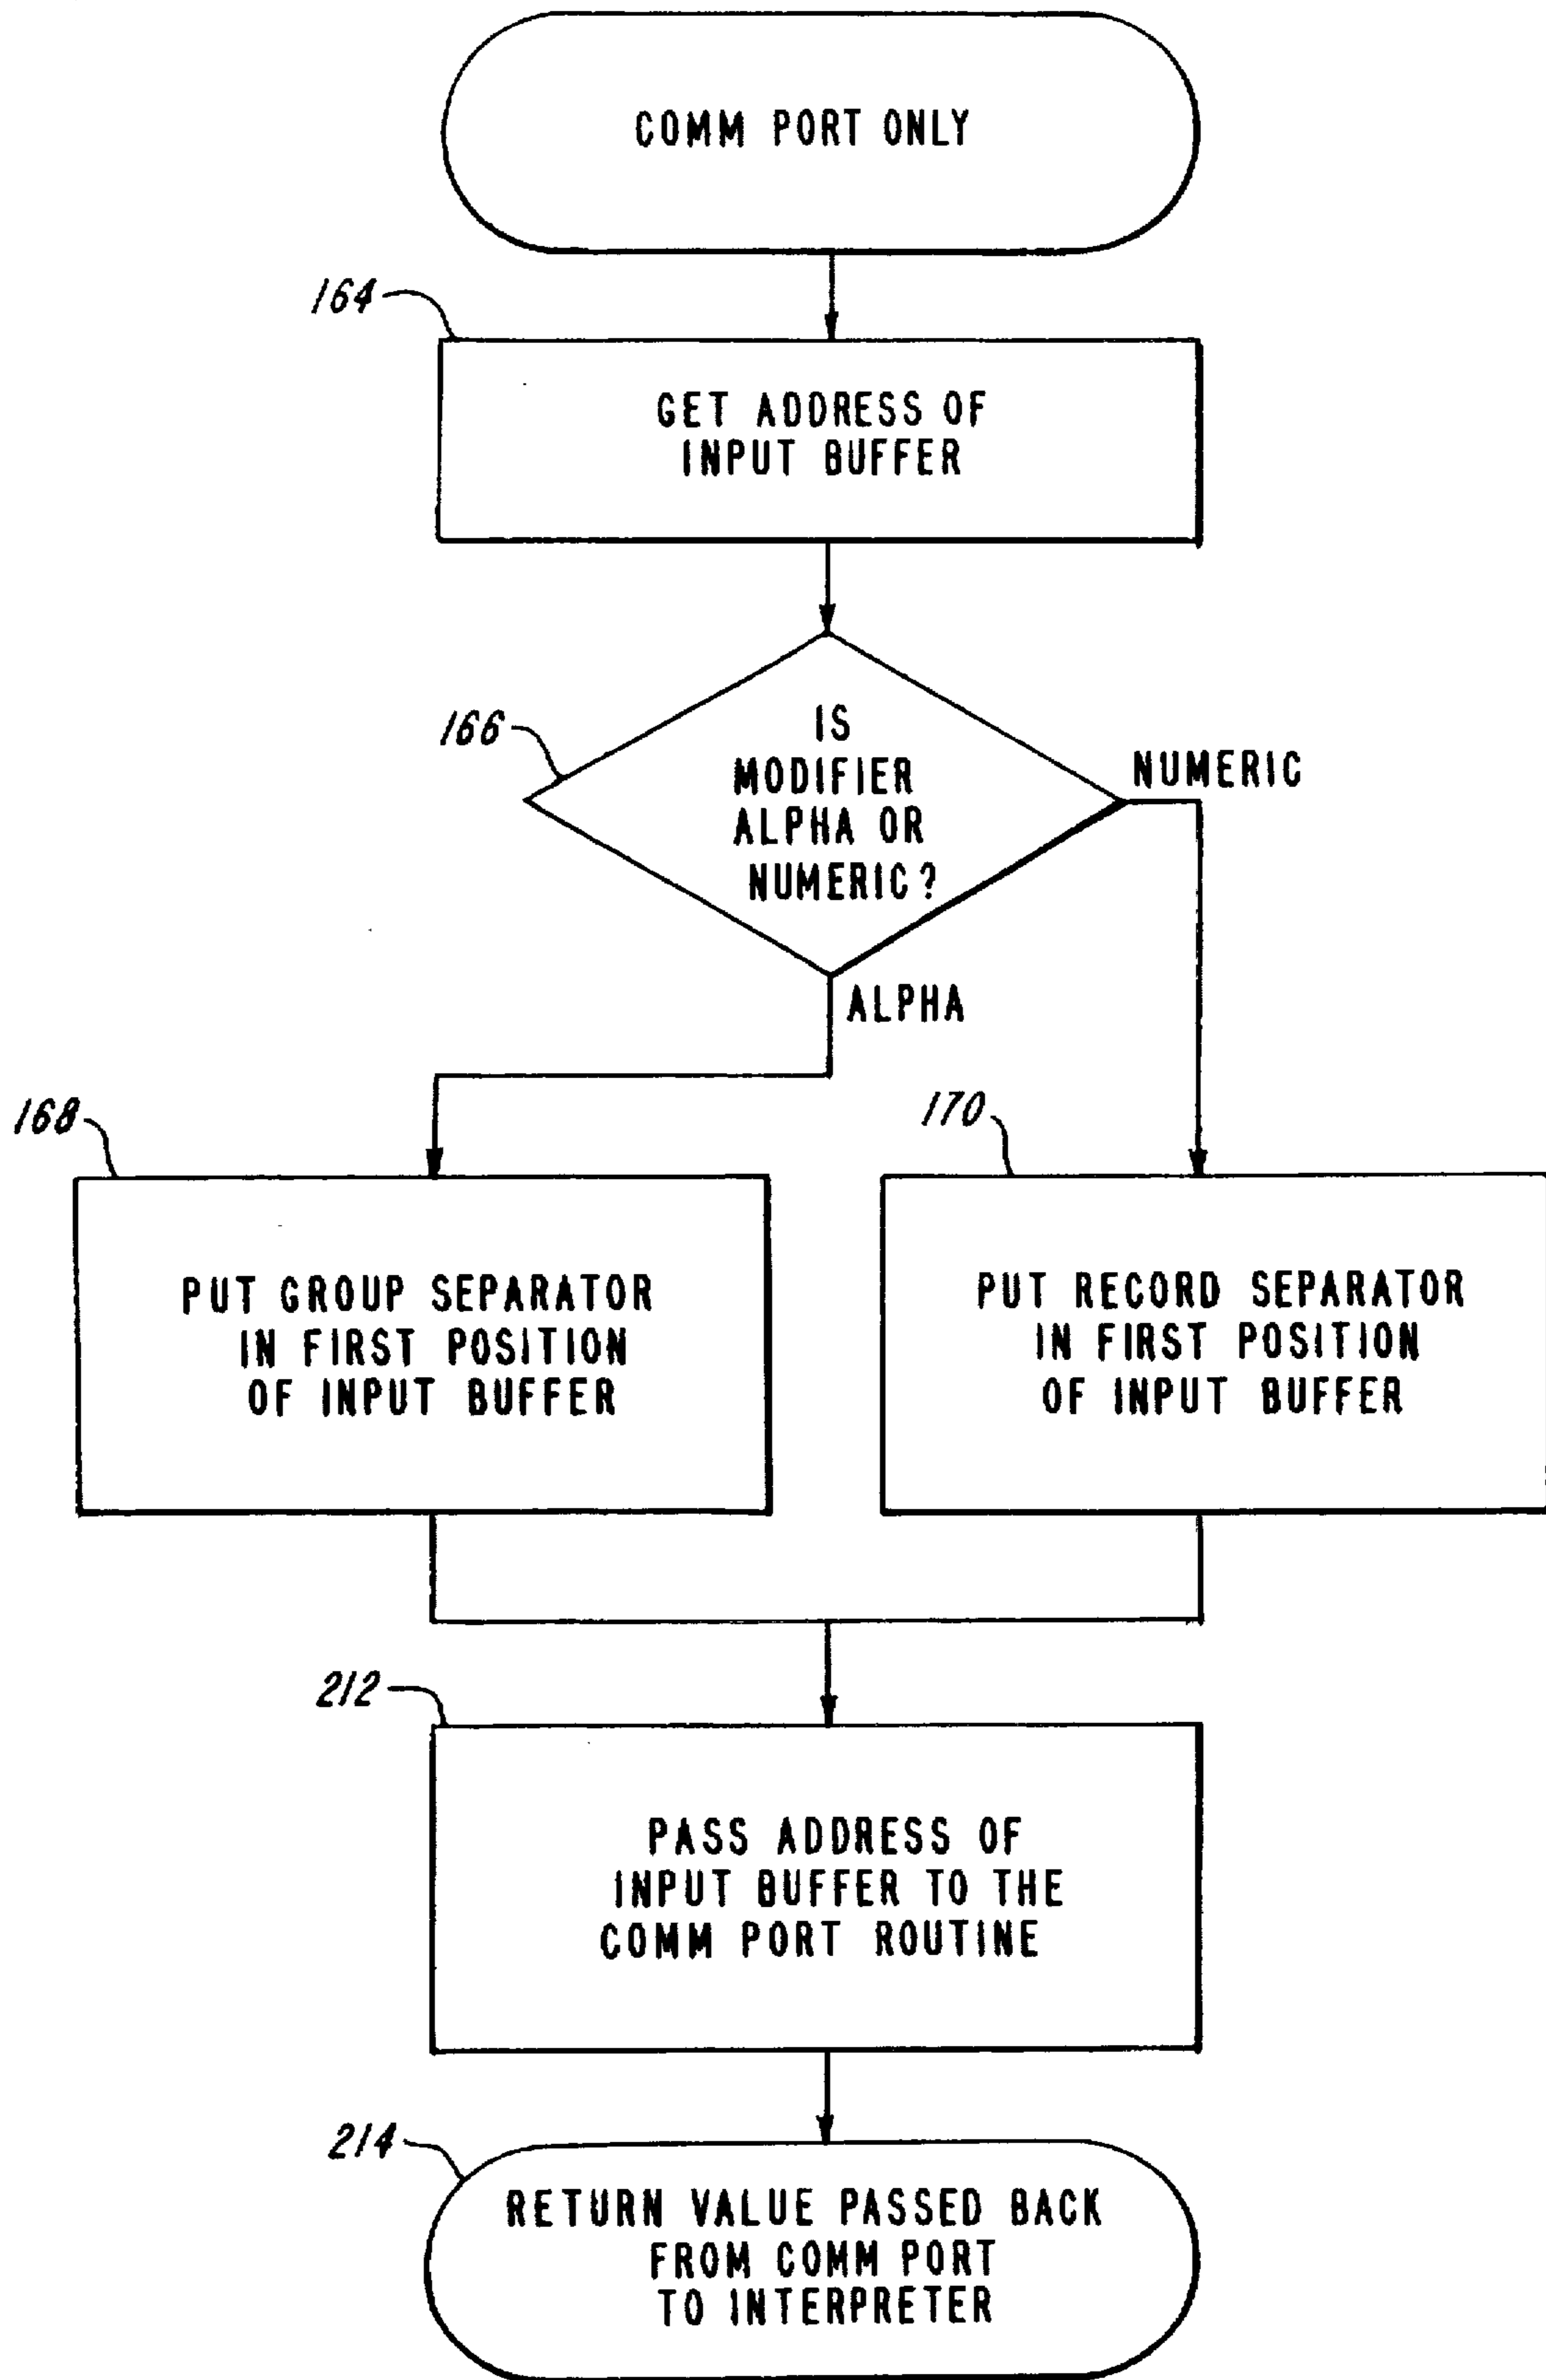 COMM PORT ONLY
164
GET ADDRESS OF
INPUT BUFFER
166
IS
MODIFIER
ALPHA OR
NUMERIC?
NUMERIC
ALPHA
168
PUT GROUP SEPARATOR
IN FIRST POSITION
OF INPUT BUFFER
170
PUT RECORD SEPARATOR
IN FIRST POSITION
OF INPUT BUFFER
212
PASS ADDRESS OF
INPUT BUFFER TO THE
COMM PORT ROUTINE
214
RETURN VALUE PASSED BACK
FROM COMM PORT
TO INTERPRETER